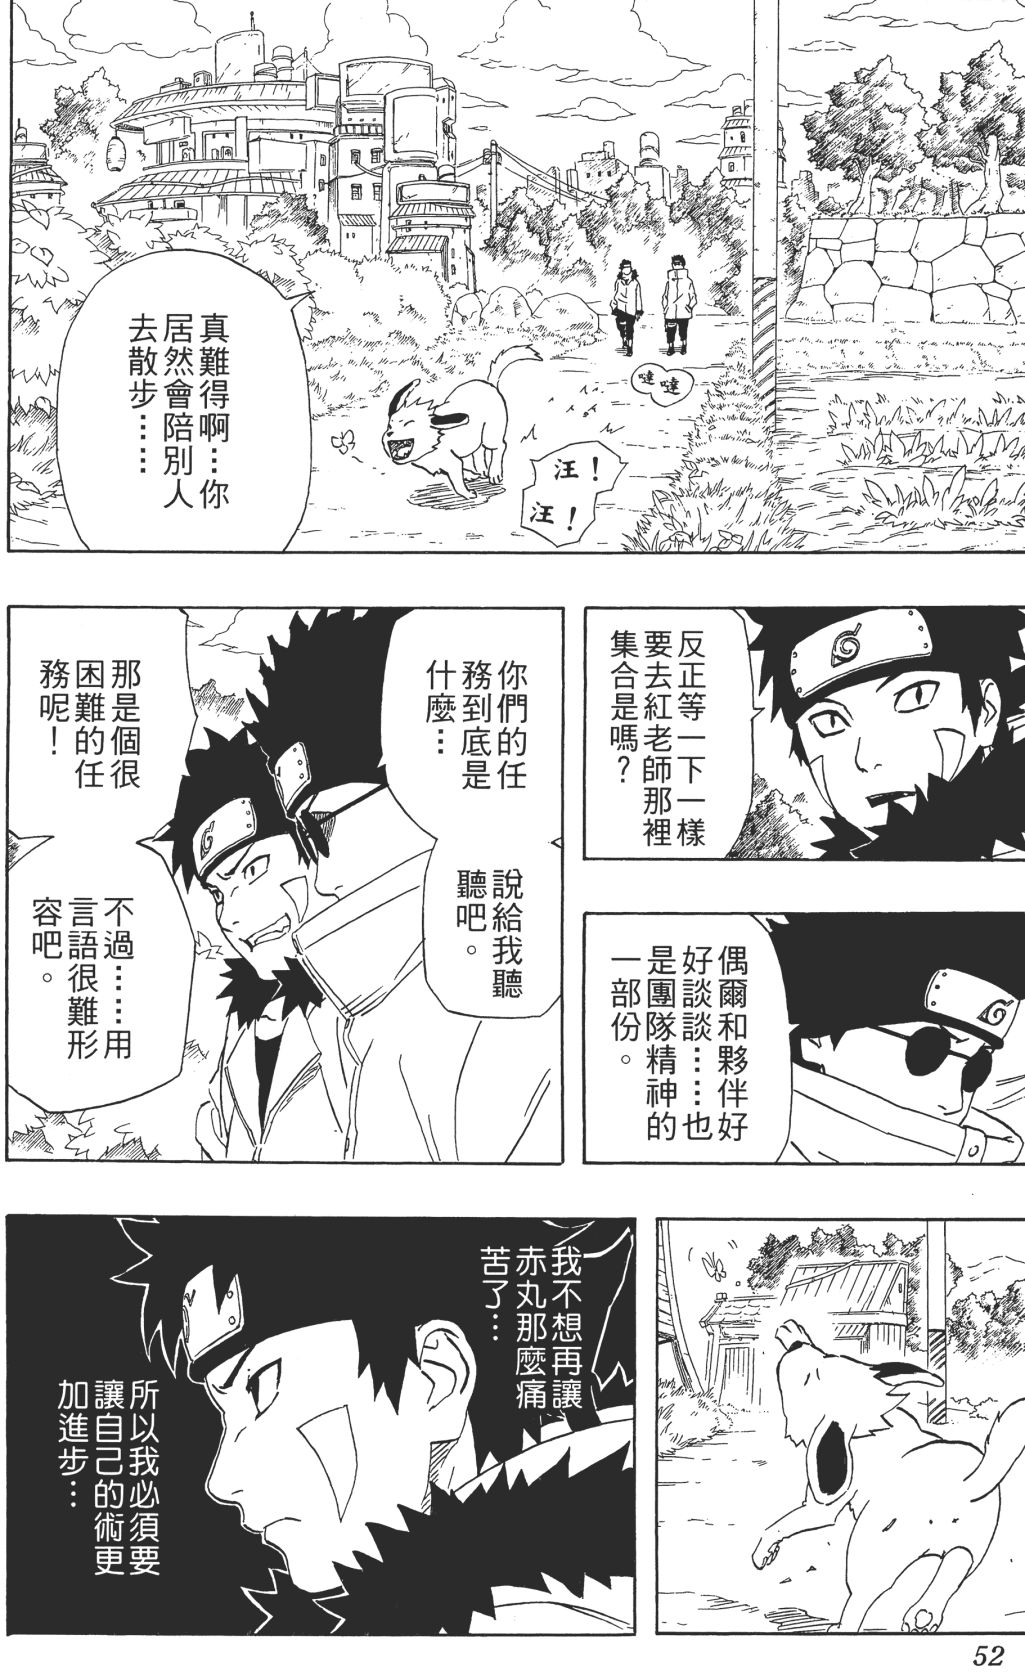 真難得啊…你
居然會陪別人
去散步……
噠噠
汪！
汪！
反正等一下一樣
要去紅老師那裡
集合是嗎？
偶爾和夥伴好
好談談……也
是團隊精神的
一部份。
你們的任
務到底是
什麼…
說給我聽
聽吧。
那是個很
困難的任
務呢！
不過……用
言語很難形
容吧。
我不想再讓
赤丸那麼痛
苦了…
所以我必須要
讓自己的術更
加進步…
52